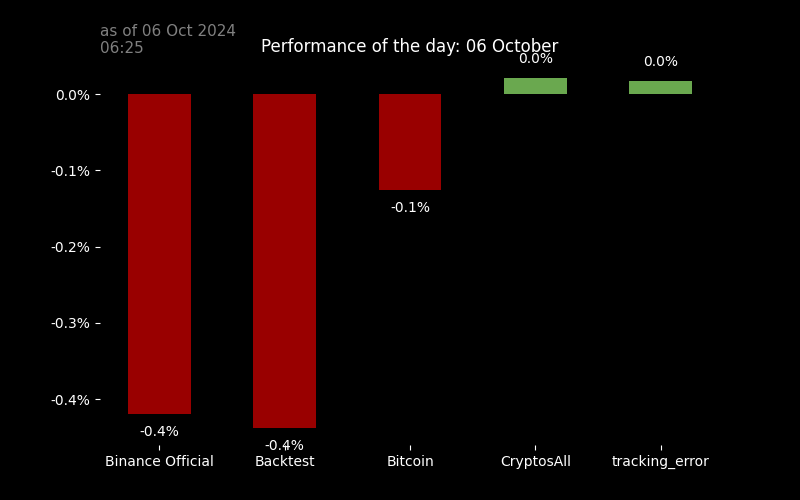 as of 06 Oct 2024
06:25
Performance of the day: 06 October
0.0%
0.0%
0.0%
-0.1%
-0.1%
-0.2%
-0.3%
-0.4%
-0.4%
-0.4%
Binance Official
Backtest
Bitcoin
CryptosAll
tracking_error